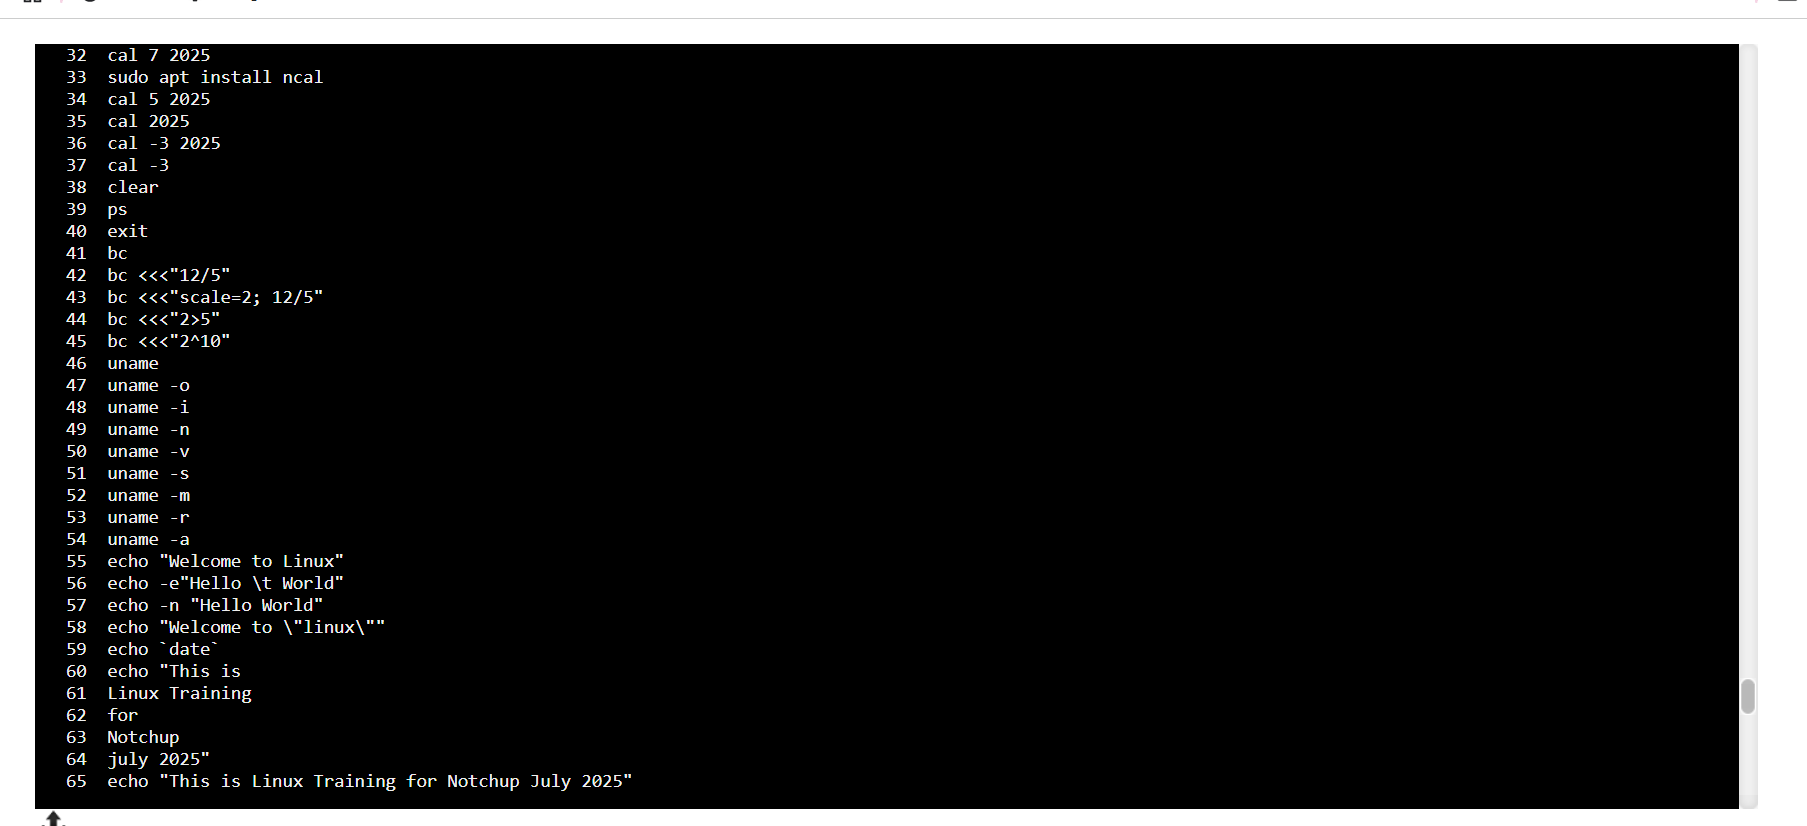 32 cal 7 2025
33 sudo apt install ncal
34 cal 5 2025
35 cal 2025
36 cal -3 2025
37 cal -3
38 clear
39 ps
40 exit
41 bc
42 bc <<<"12/5"
43 bc <<<"scale=2; 12/5"
44 bc <<<"2>5"
45 bc <<<"2^10"
46 uname
47 uname -o
48 uname -i
49 uname -n
50 uname -v
51 uname -s
52 uname -m
53 uname -r
54 uname -a
55 echo "Welcome to Linux"
56 echo -e"Hello \t World"
57 echo -n "Hello World"
58 echo "Welcome to \"linux\""
59 echo `date`
60 echo "This is
61 Linux Training
62 for
63 Notchup
64 july 2025"
65 echo "This is Linux Training for Notchup July 2025"